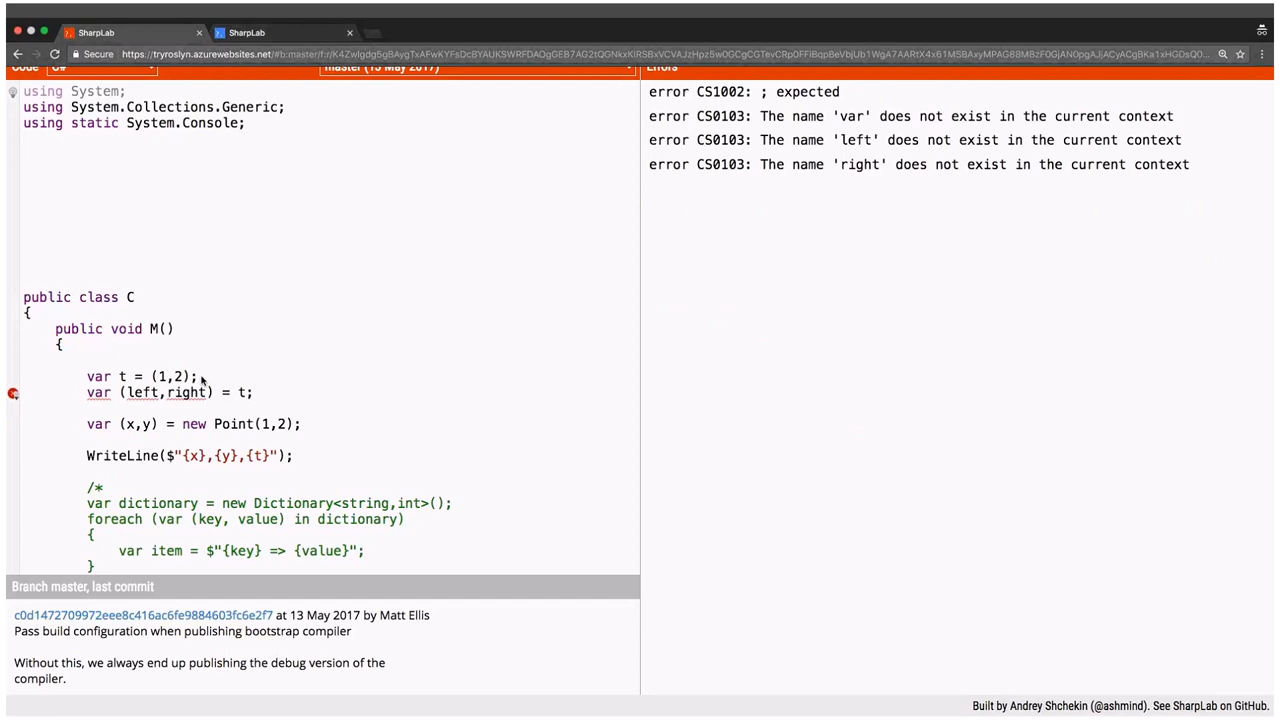 SharpLab
SharpLab
Secure
Code C# master (13 May 2017) Errors
using System;
using System.Collections.Generic;
using static System.Console;
public class C
{
public void M()
{
var t = (1,2);
var (left,right) = t;
var (x,y) = new Point(1,2);
WriteLine($"{x},{y},{t}");
/*
var dictionary = new Dictionary<string,int>();
foreach (var (key, value) in dictionary)
{
var item = $"{key} => {value}";
}
error CS1002: ; expected
error CS0103: The name 'var' does not exist in the current context
error CS0103: The name 'left' does not exist in the current context
error CS0103: The name 'right' does not exist in the current context
Branch master, last commit
c0d1472709972eee8c416ac6fe9884603fc6e2f7 at 13 May 2017 by Matt Ellis
Pass build configuration when publishing bootstrap compiler
Without this, we always end up publishing the debug version of the
compiler.
Built by Andrey Shchekin (@ashmind). See SharpLab on GitHub.